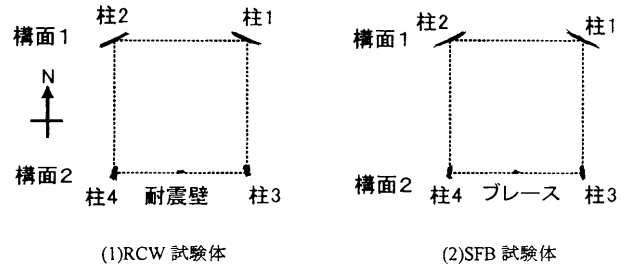 柱2
柱1
構面1
N
構面2
柱4
耐震壁
柱3
(1)RCW 試験体
柱2
柱1
構面1
構面2
柱4
ブレース
柱3
(2)SFB 試験体